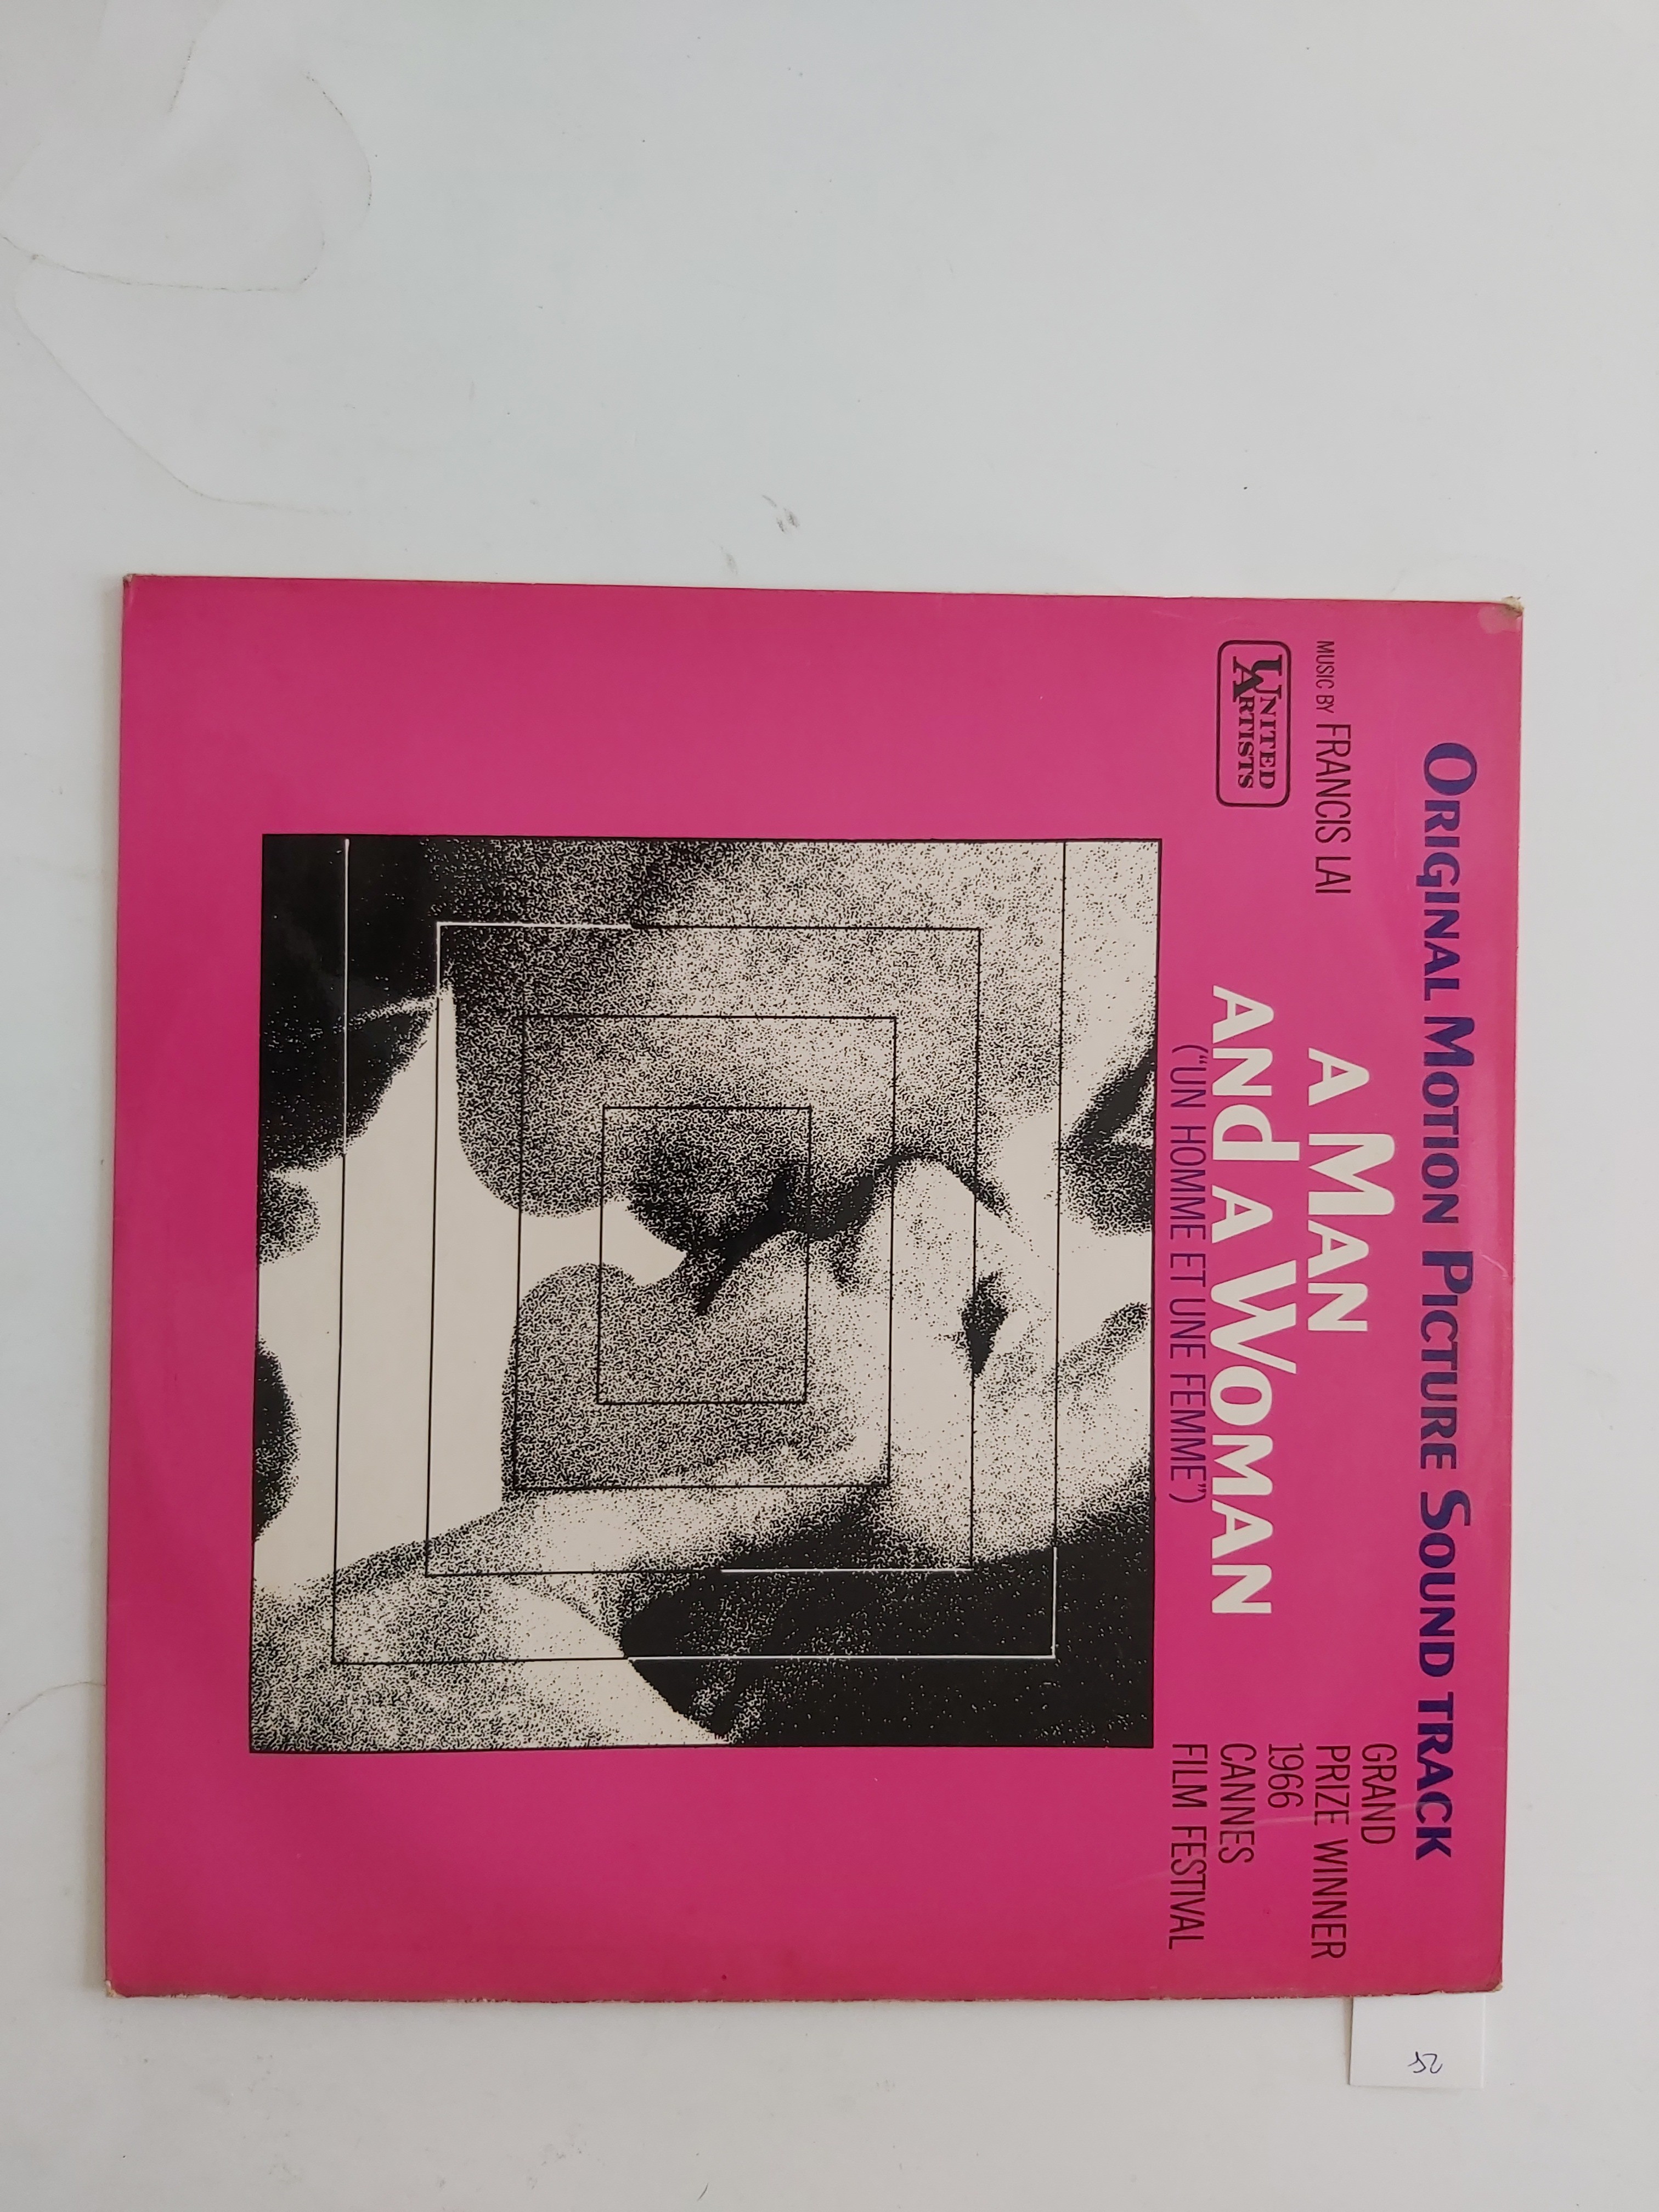 ORIGINAL MOTION PICTURE SOUND TRACK
MUSIC BY FRANCIS LAI
UNITED
ARTISTS
A MAN
AND A WOMAN
("UN HOMME ET UNE FEMME")
GRAND
PRIZE WINNER
1966
CANNES
FILM FESTIVAL
52